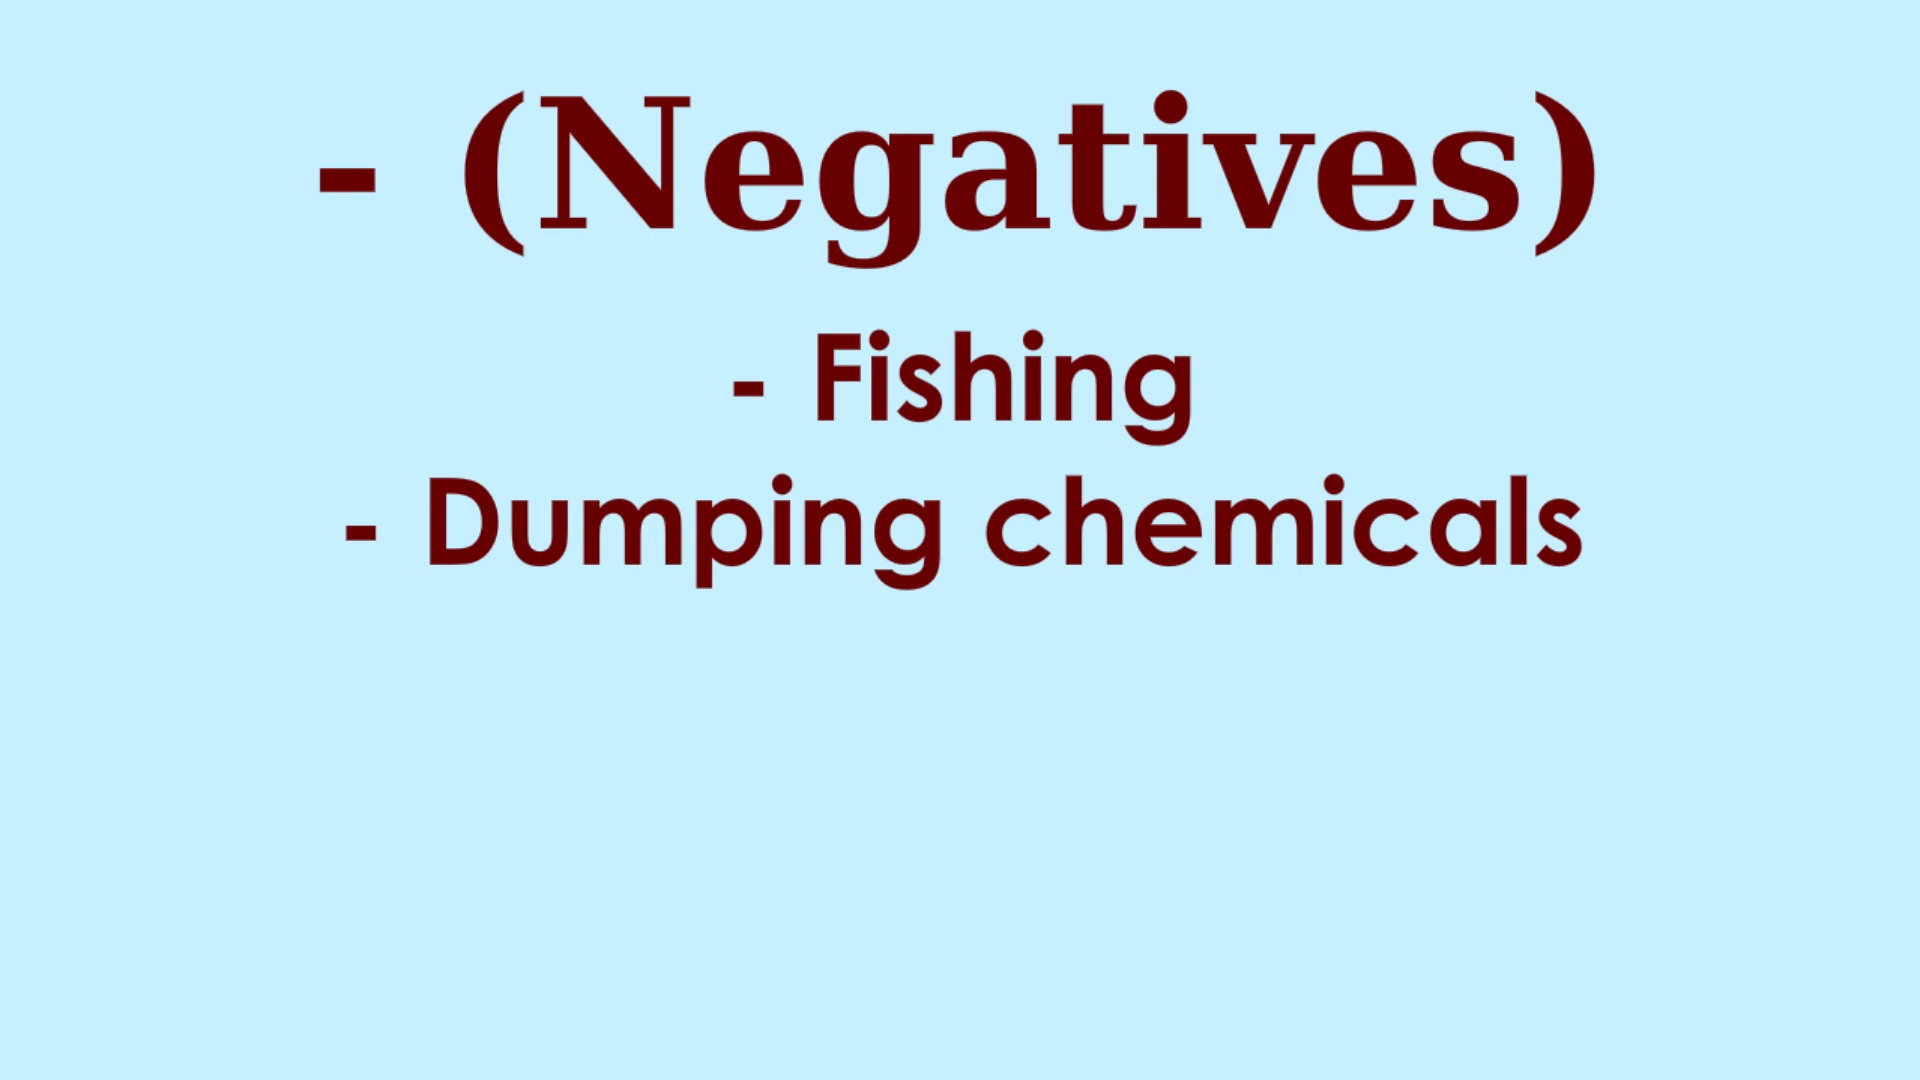 - (Negatives)
- Fishing
- Dumping chemicals